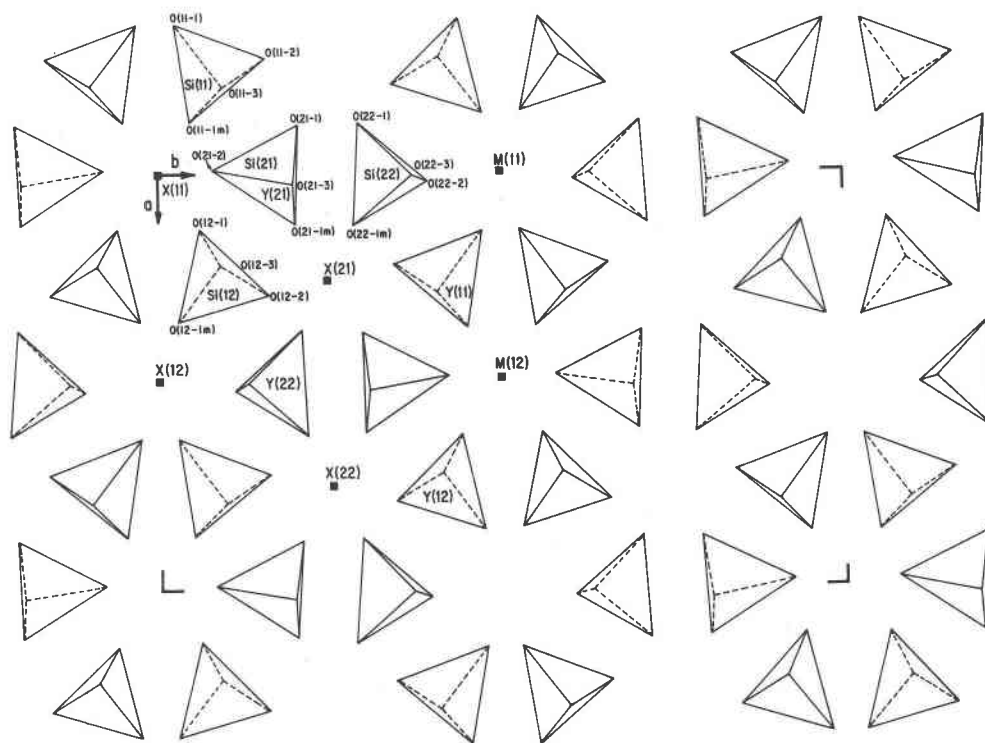 O(11-1)
O(11-2)
Si(11)
O(11-3)
O(11-1m)
O(21-1)
O(22-1)
O(21-2)
Si(21)
O(22-3)
M(11)
b
X(11)
Si(22)
O(22-2)
Y(21)
O(21-3)
a
O(12-1)
O(21-1m)
O(22-1m)
O(12-3)
X(21)
Si(12)
O(12-2)
Y(11)
O(12-1m)
X(12)
M(12)
Y(22)
X(22)
Y(12)